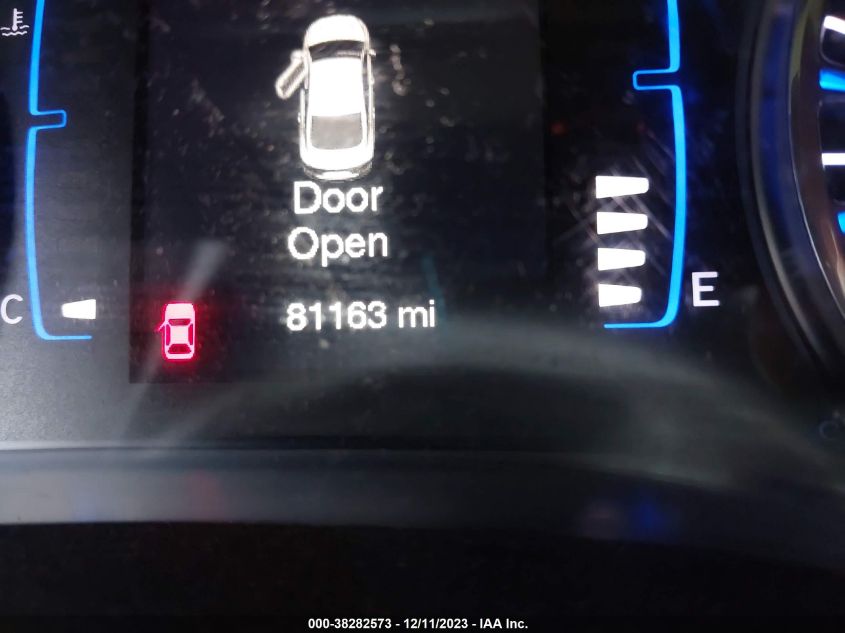 Door
Open
C
E
81163 mi
000-38282573 - 12/11/2023 - IAA Inc.